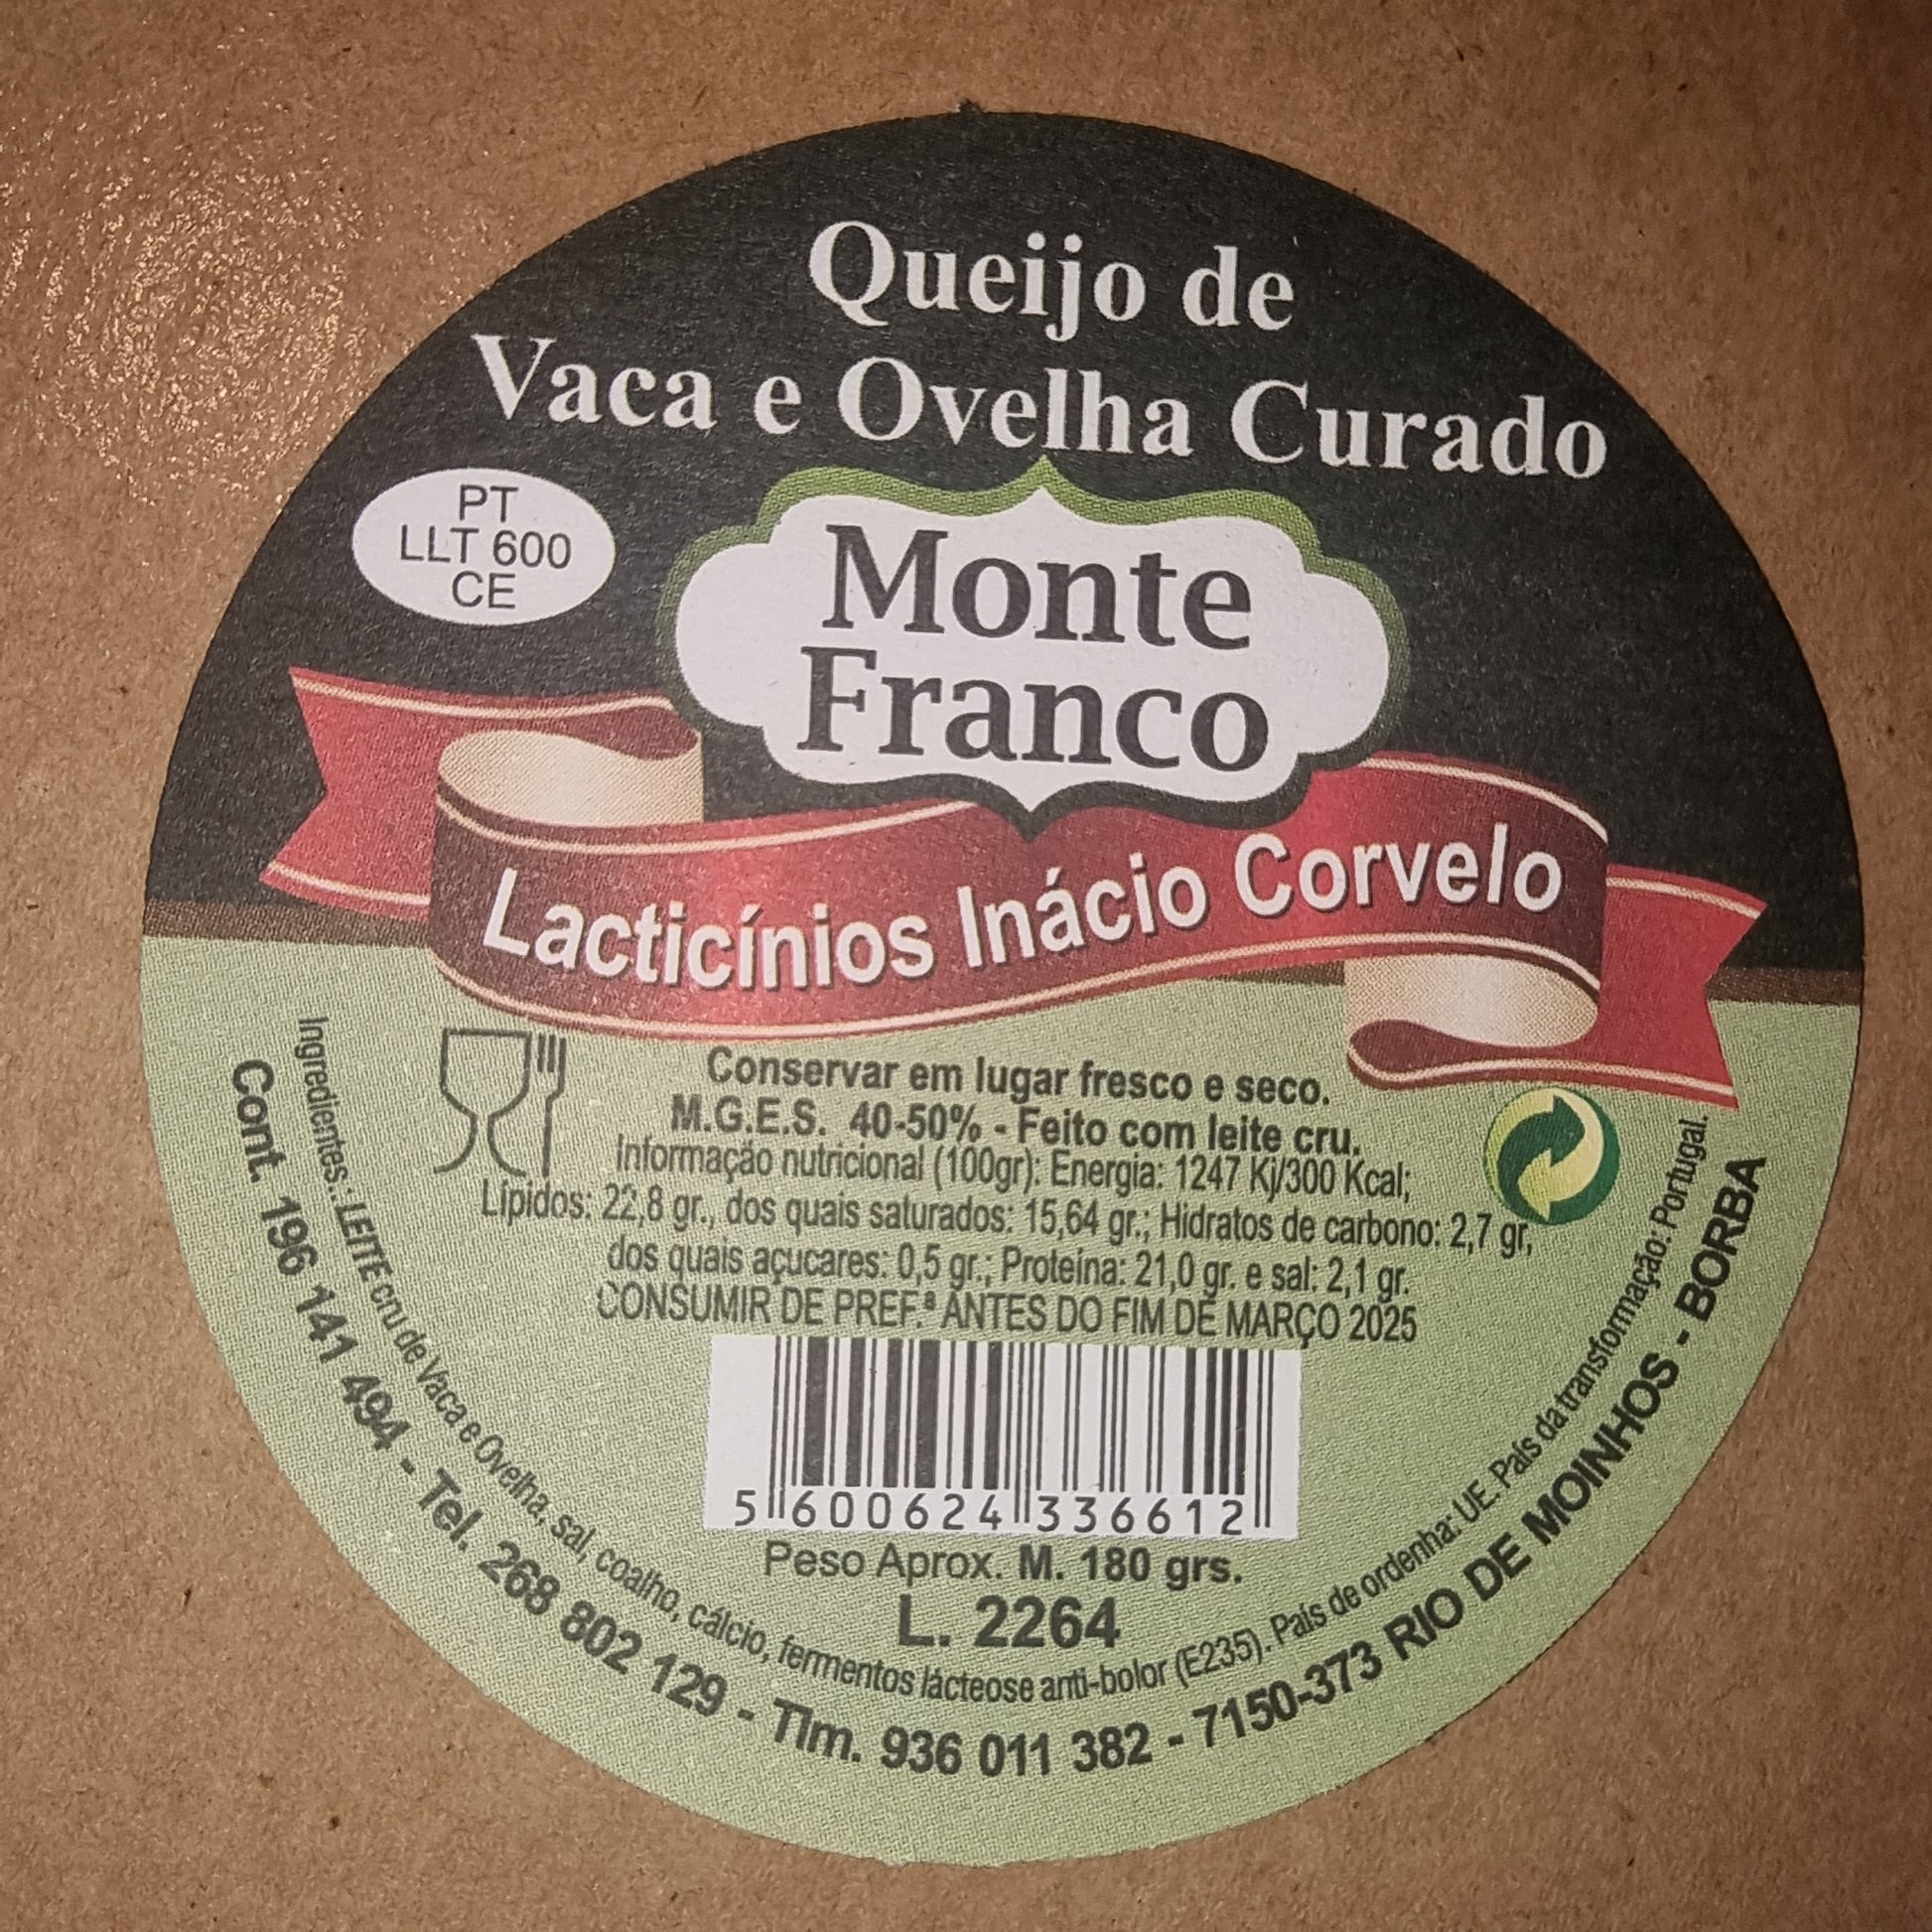 Queijo de
Vaca e Ovelha Curado
PT
LLT 600
CE
Monte
Franco
Lacticínios Inácio Corvelo
Conservar em lugar fresco e seco.
M.G.E.S. 40-50% - Feito com leite cru.
Informação nutricional (100gr): Energia: 1247 Kj/300 Kcal;
Lípidos: 22,8 gr., dos quais saturados: 15,64 gr.; Hidratos de carbono: 2,7 gr,
dos quais açucares: 0,5 gr.; Proteína: 21,0 gr. e sal: 2,1 gr.
CONSUMIR DE PREF.ª ANTES DO FIM DE MARÇO 2025
5 600624 336612
Peso Aprox. M. 180 grs.
L. 2264
Ingredientes.: LEITE cru de Vaca e Ovelha, sal, coalho, cálcio, fermentos lácteose anti-bolor (E235). País de ordenha: UE. País da transformação: Portugal.
Cont. 196 141 494 - Tel. 268 802 129 - Tlm. 936 011 382 - 7150-373 RIO DE MOINHOS - BORBA